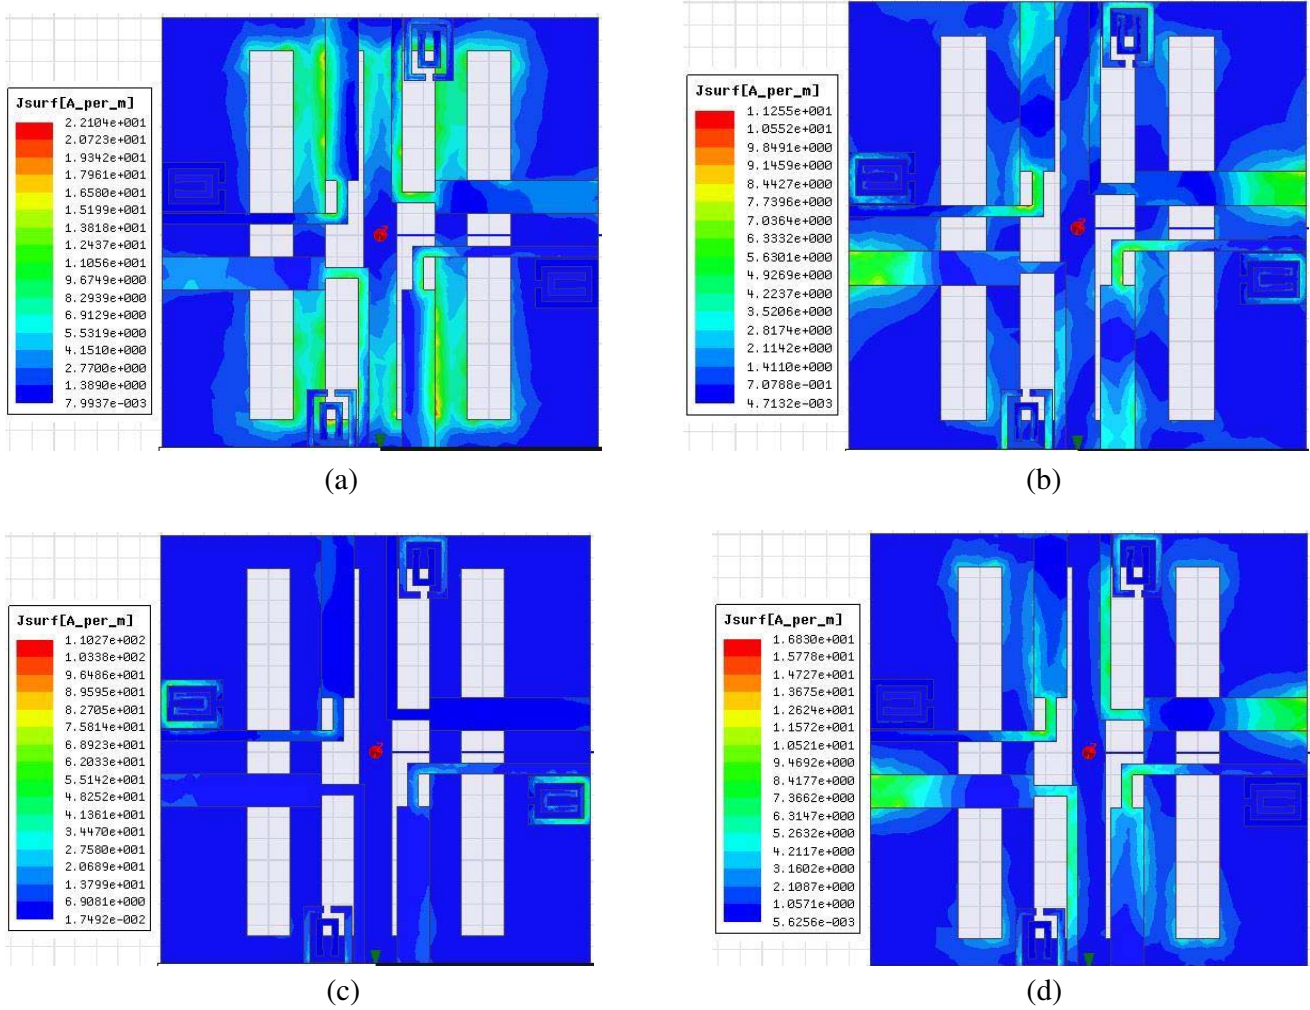 Jsurf[A_per_m]
2.2104e+001
2.0723e+001
1.9342e+001
1.7961e+001
1.6580e+001
1.5199e+001
1.3818e+001
1.2437e+001
1.1056e+001
9.6749e+000
8.2939e+000
6.9129e+000
5.5319e+000
4.1510e+000
2.7700e+000
1.3890e+000
7.9937e-003
(a)
Jsurf[A_per_m]
1.1255e+001
1.0552e+001
9.8491e+000
9.1459e+000
8.4427e+000
7.7396e+000
7.0364e+000
6.3332e+000
5.6301e+000
4.9269e+000
4.2237e+000
3.5206e+000
2.8174e+000
2.1142e+000
1.4110e+000
7.0788e-001
4.7132e-003
(b)
Jsurf[A_per_m]
1.1027e+002
1.0338e+002
9.6486e+001
8.9595e+001
8.2705e+001
7.5814e+001
6.8923e+001
6.2033e+001
5.5142e+001
4.8252e+001
4.1361e+001
3.4470e+001
2.7580e+001
2.0689e+001
1.3799e+001
6.9081e+000
1.7492e-002
(c)
Jsurf[A_per_m]
1.6830e+001
1.5778e+001
1.4727e+001
1.3675e+001
1.2624e+001
1.1572e+001
1.0521e+001
9.4692e+000
8.4177e+000
7.3662e+000
6.3147e+000
5.2632e+000
4.2117e+000
3.1602e+000
2.1087e+000
1.0571e+000
5.6256e-003
(d)